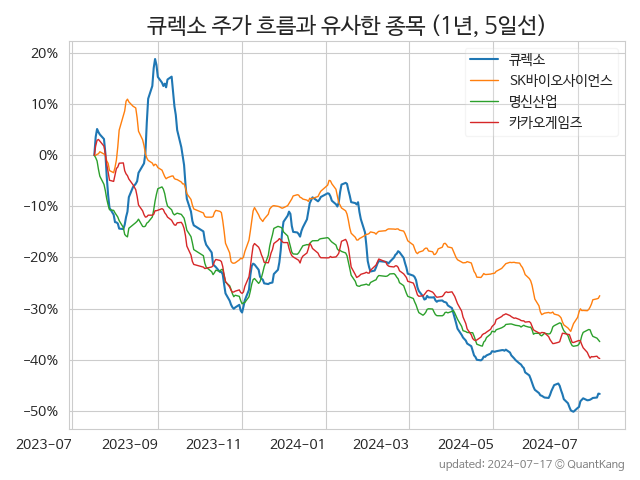 큐렉소 주가 흐름과 유사한 종목 (1년, 5일선)
큐렉소
SK바이오사이언스
명신산업
카카오게임즈
20%
10%
0%
−10%
−20%
−30%
−40%
−50%
2023-07
2023-09
2023-11
2024-01
2024-03
2024-05
2024-07
updated: 2024-07-17 © QuantKang